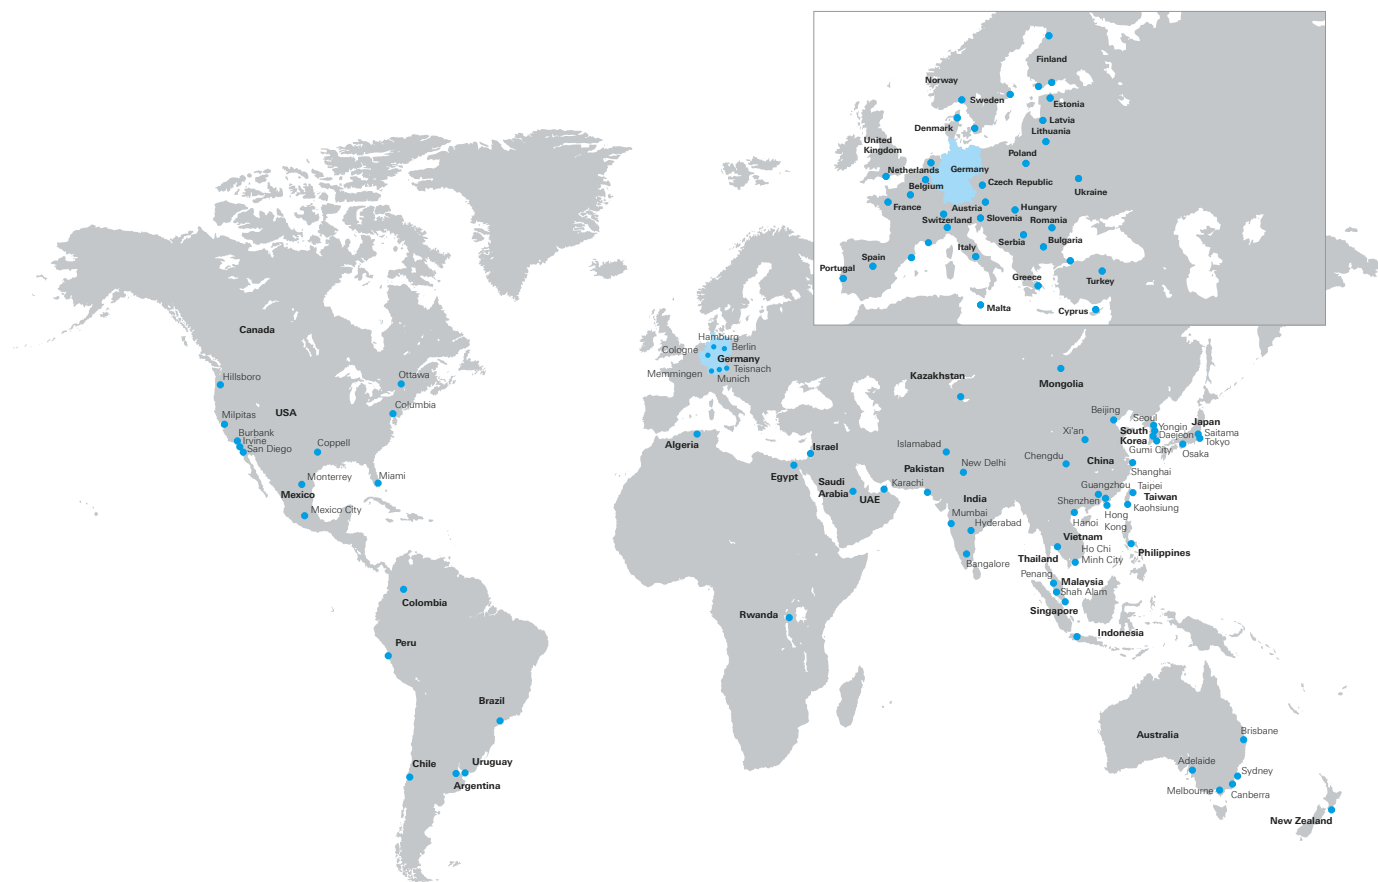 Finland
Norway
Sweden
Estonia
Latvia
Denmark
Lithuania
United
Kingdom
Poland
Netherlands
Germany
Czech Republic
Belgium
Ukraine
France
Austria
Hungary
Switzerland
Slovenia
Romania
Serbia
Bulgaria
Italy
Spain
Portugal
Greece
Turkey
Malta
Cyprus
Canada
Hillsboro
Ottawa
Columbia
Milpitas
USA
Burbank
Irvine
San Diego
Coppell
Monterrey
Miami
Mexico
Mexico City
Colombia
Peru
Brazil
Chile
Uruguay
Argentina
Hamburg
Cologne
Berlin
Germany
Memmingen
Teisnach
Munich
Algeria
Israel
Egypt
Saudi
Arabia
UAE
Rwanda
Kazakhstan
Mongolia
Islamabad
Pakistan
New Delhi
Karachi
India
Mumbai
Hyderabad
Bangalore
Beijing
Xi'an
Chengdu
China
Shanghai
Seoul
South
Korea
Yongin
Daejeon
Gumi City
Japan
Saitama
Tokyo
Osaka
Guangzhou
Shenzhen
Hong
Kong
Taipei
Taiwan
Kaohsiung
Hanoi
Vietnam
Ho Chi
Minh City
Thailand
Philippines
Penang
Malaysia
Shah Alam
Singapore
Indonesia
Australia
Brisbane
Adelaide
Sydney
Melbourne
Canberra
New Zealand